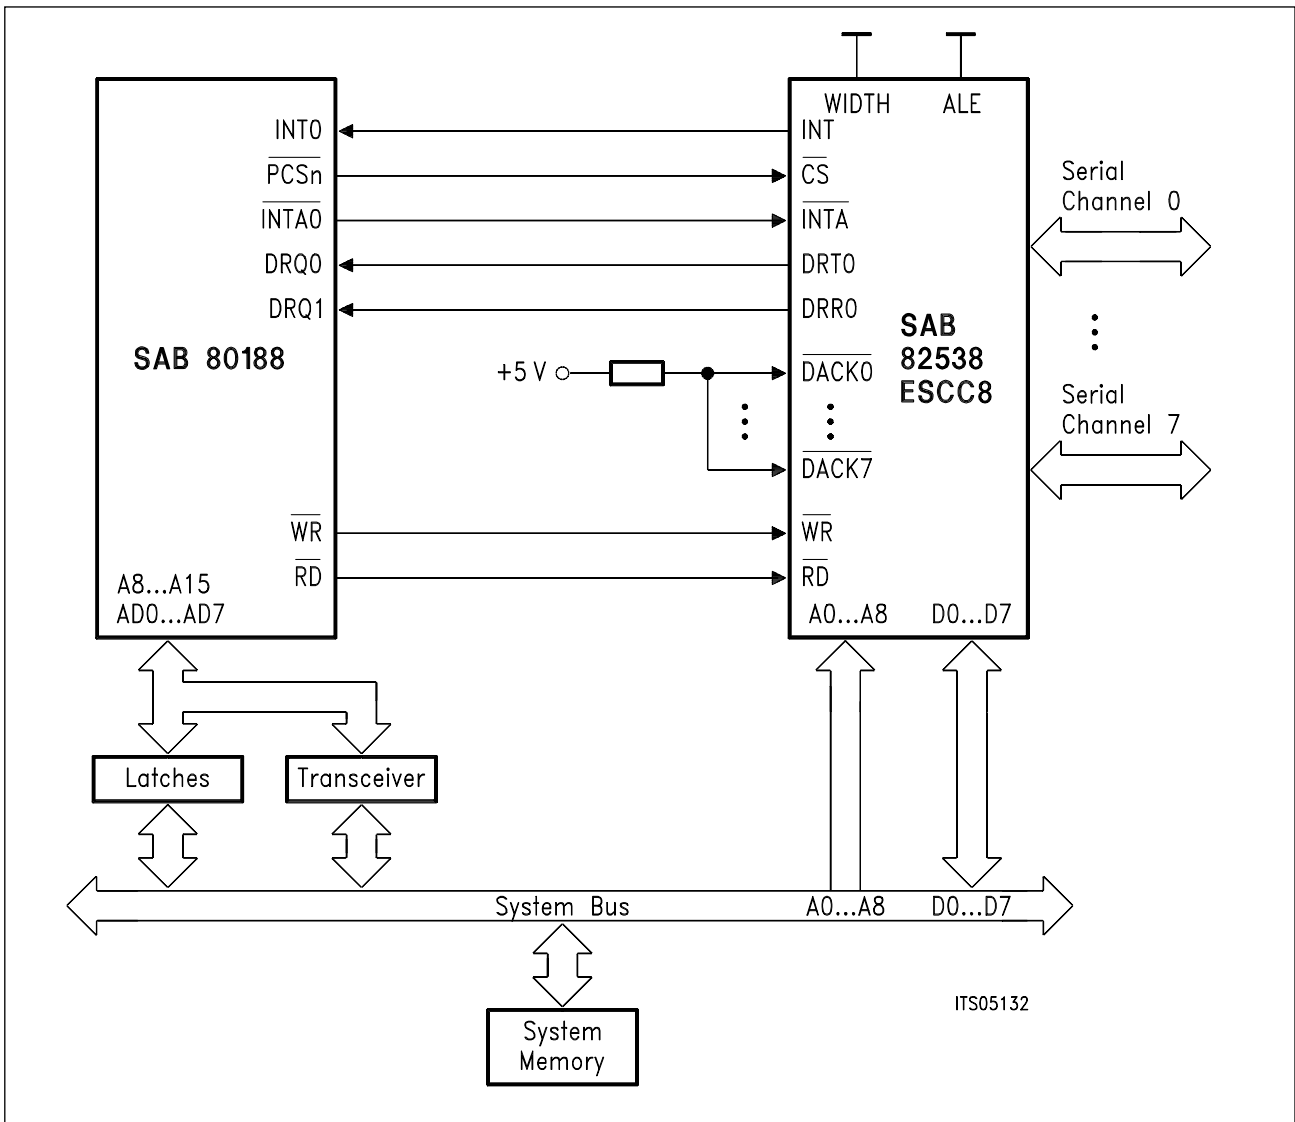 WIDTH ALE
INT0 INT
PCSn CS
INTA0 INTA
DRQ0 DRT0
DRQ1 DRR0
SAB 80188
+5 V
DACK0
DACK7
SAB
82538
ESCC8
Serial
Channel 0
Serial
Channel 7
WR WR
RD RD
A8...A15
AD0...AD7
A0...A8 D0...D7
Latches Transceiver
System Bus A0...A8 D0...D7
System
Memory
ITS05132